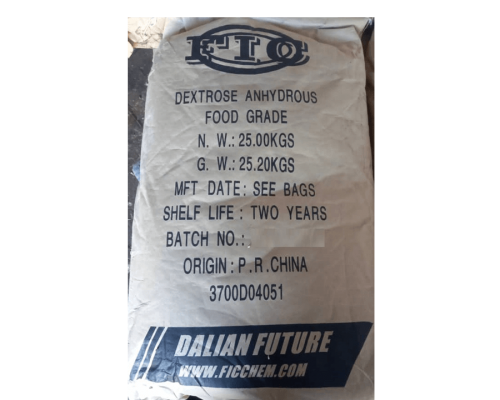 FIC
DEXTROSE ANHYDROUS
FOOD GRADE
N. W.: 25.00KGS
G. W.: 25.20KGS
MFT DATE: SEE BAGS
SHELF LIFE: TWO YEARS
BATCH NO.:
ORIGIN: P.R.CHINA
3700D04051
DALIAN FUTURE
WWW.FICCHEM.COM